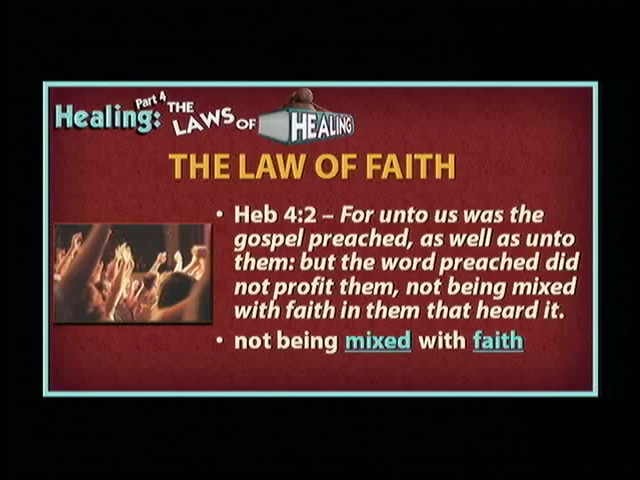 Healing: Part 4 THE LAWS OF HEALING
THE LAW OF FAITH
• Heb 4:2 – For unto us was the
gospel preached, as well as unto
them: but the word preached did
not profit them, not being mixed
with faith in them that heard it.
• not being mixed with faith